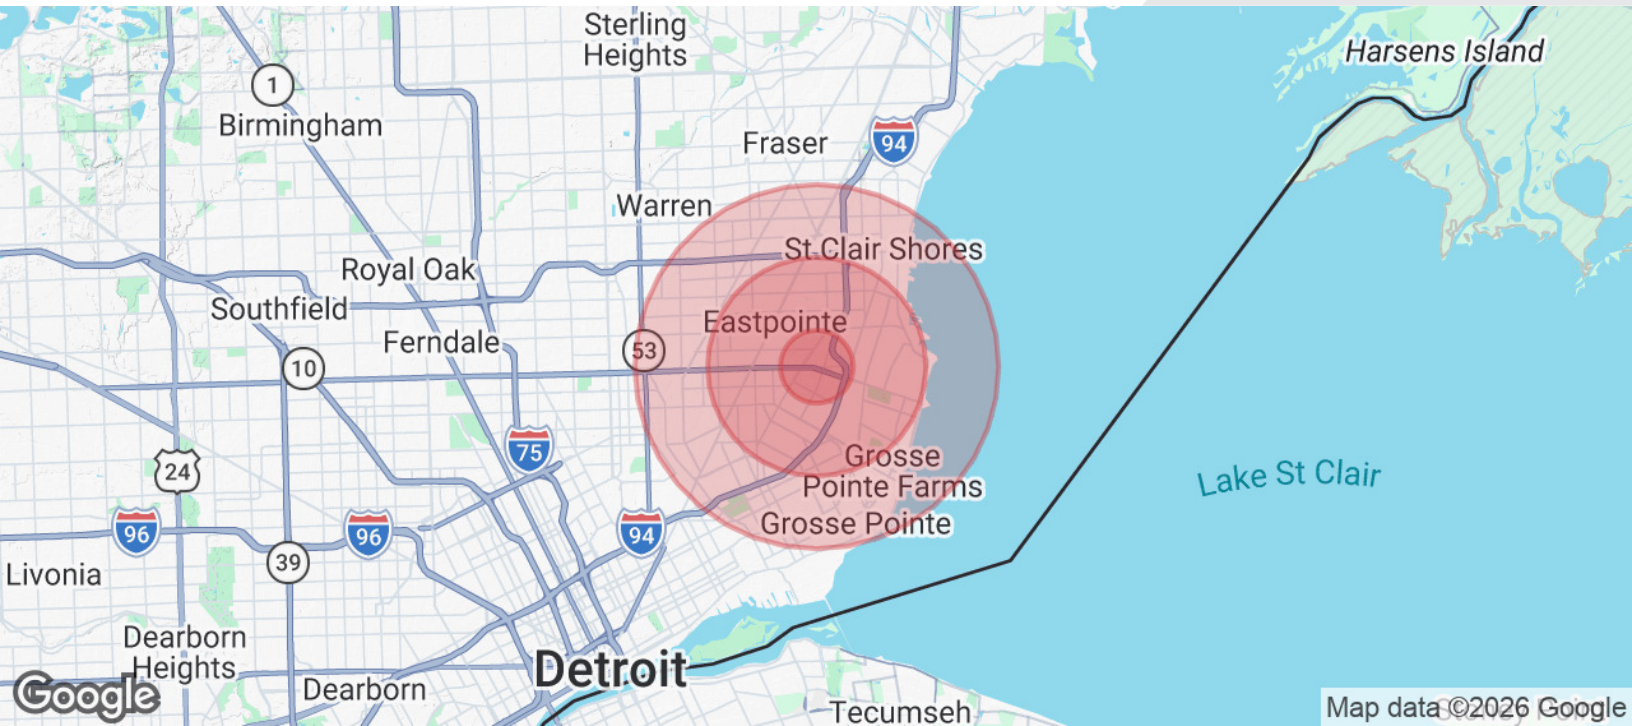 Sterling
Heights
Harsens Island
1
Birmingham
Fraser
94
Warren
St Clair Shores
Royal Oak
Southfield
Eastpointe
Ferndale
53
10
75
Grosse
Pointe Farms
24
Lake St Clair
Grosse Pointe
96
96
94
39
Livonia
Dearborn
Heights
Detroit
Dearborn
Google
Tecumseh
Map data ©2026 Google